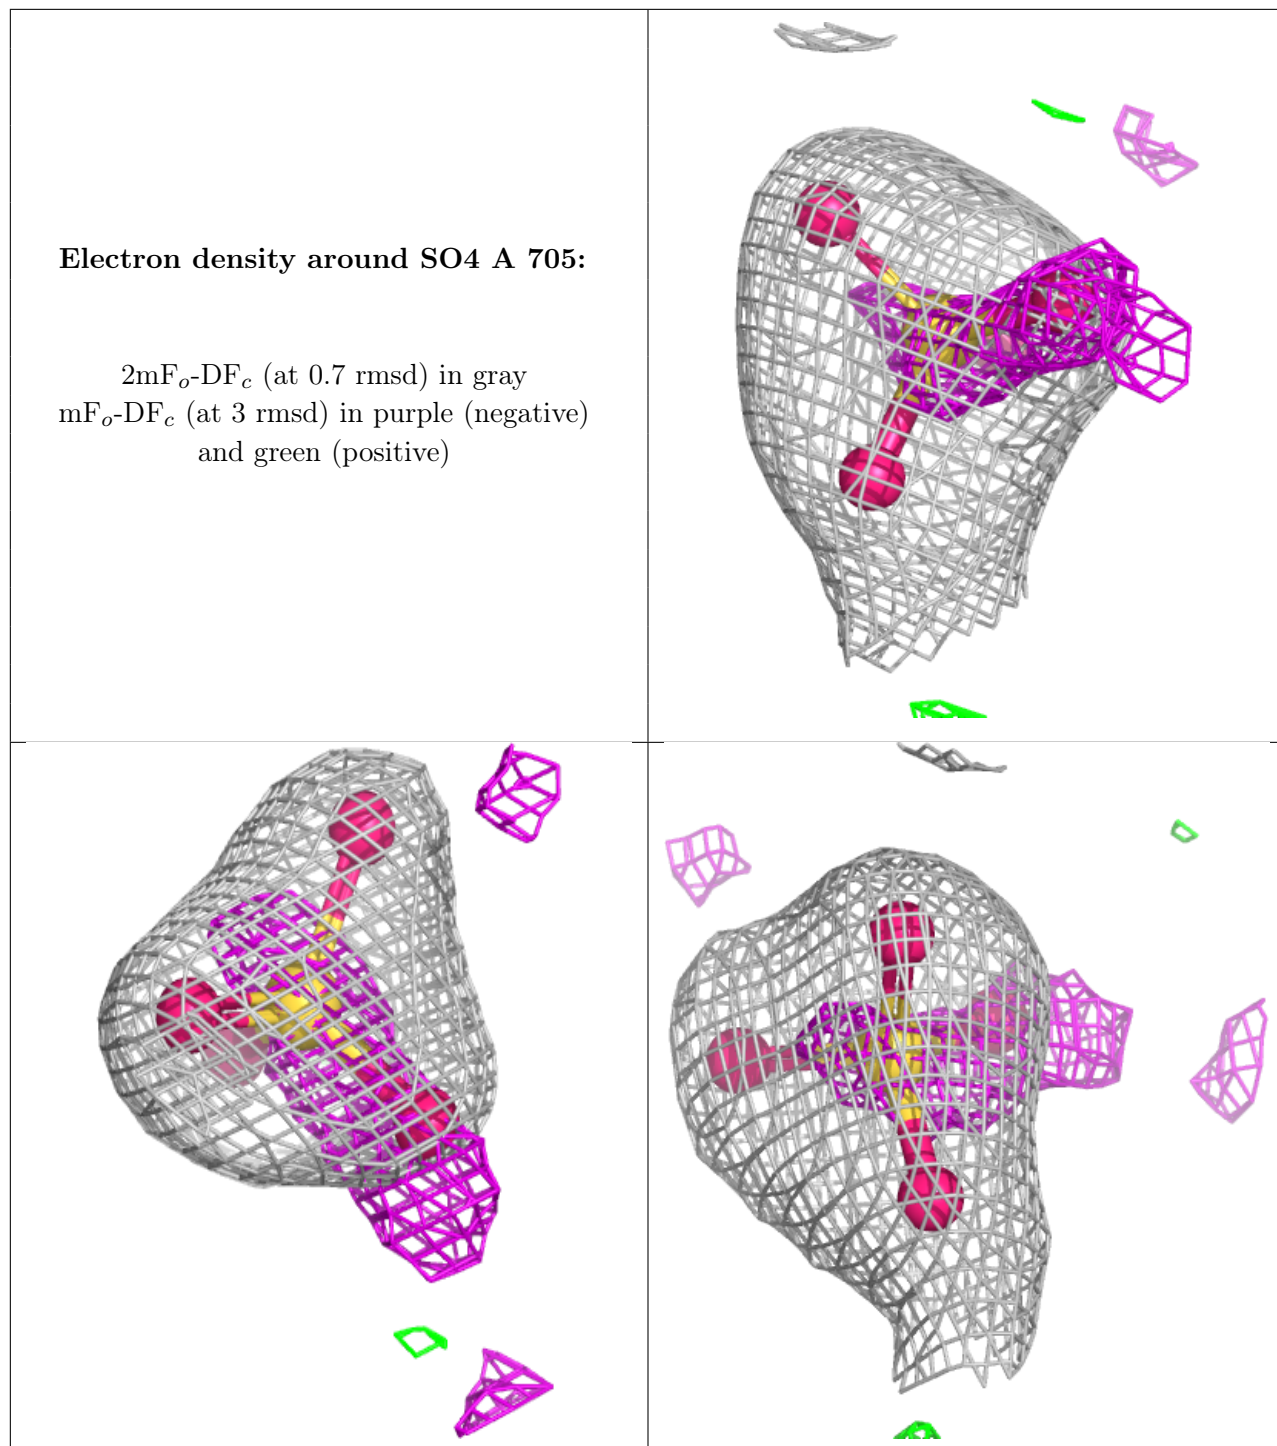 Electron density around SO4 A 705:
2mFo-DFc (at 0.7 rmsd) in gray
mFo-DFc (at 3 rmsd) in purple (negative)
and green (positive)